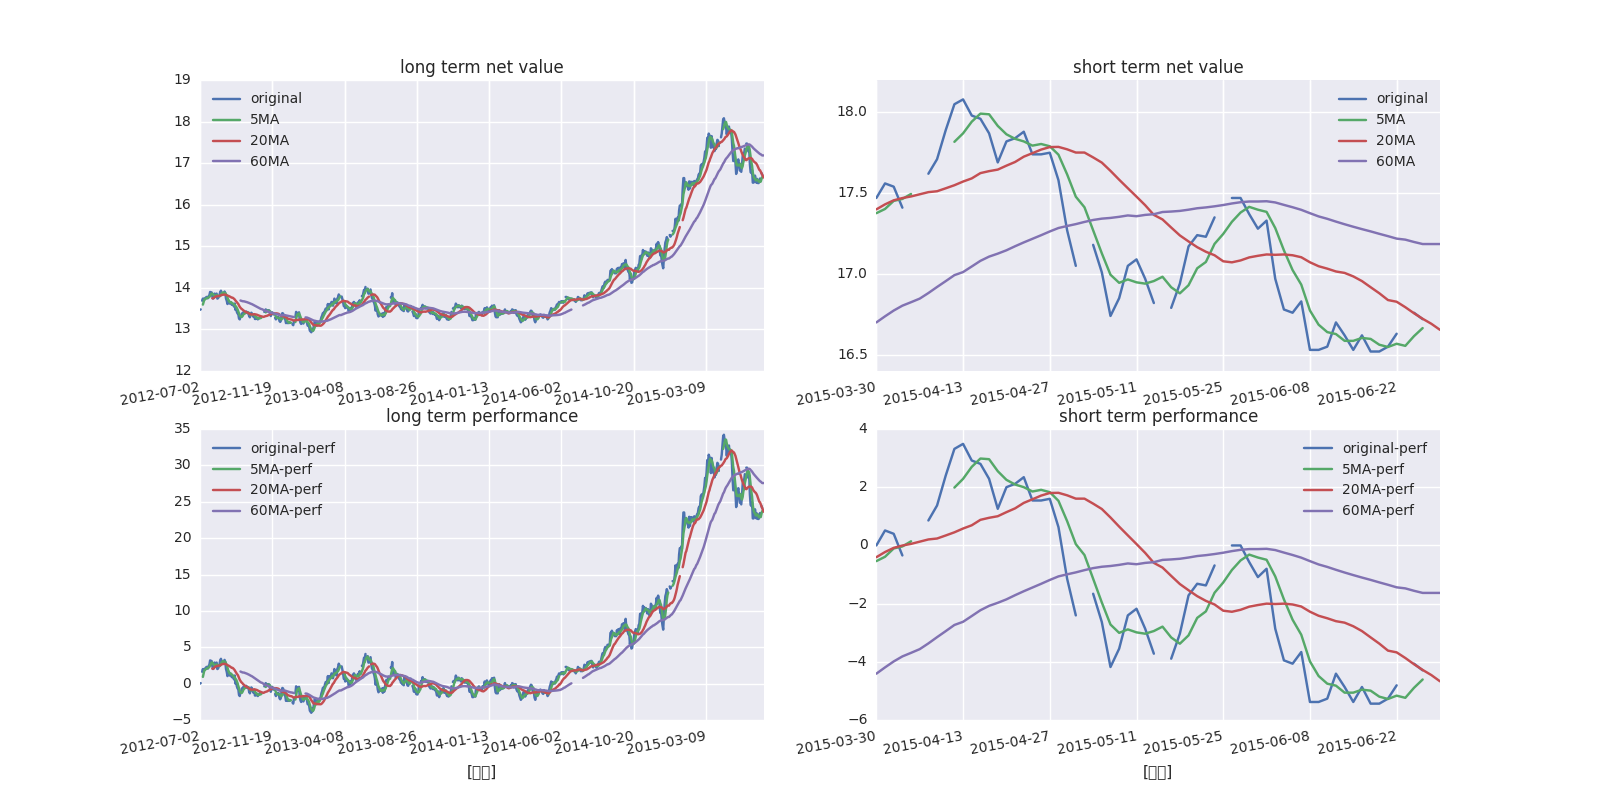 long term net value
19
18
17
16
15
14
13
12
original
5MA
20MA
60MA
2012-07-02
2012-11-19
2013-04-08
2013-08-26
2014-01-13
2014-06-02
2014-10-20
2015-03-09
short term net value
18.0
17.5
17.0
16.5
original
5MA
20MA
60MA
2015-03-30
2015-04-13
2015-04-27
2015-05-11
2015-05-25
2015-06-08
2015-06-22
long term performance
35
30
25
20
15
10
5
0
−5
original-perf
5MA-perf
20MA-perf
60MA-perf
2012-07-02
2012-11-19
2013-04-08
2013-08-26
2014-01-13
2014-06-02
2014-10-20
2015-03-09
short term performance
4
2
0
−2
−4
−6
original-perf
5MA-perf
20MA-perf
60MA-perf
2015-03-30
2015-04-13
2015-04-27
2015-05-11
2015-05-25
2015-06-08
2015-06-22